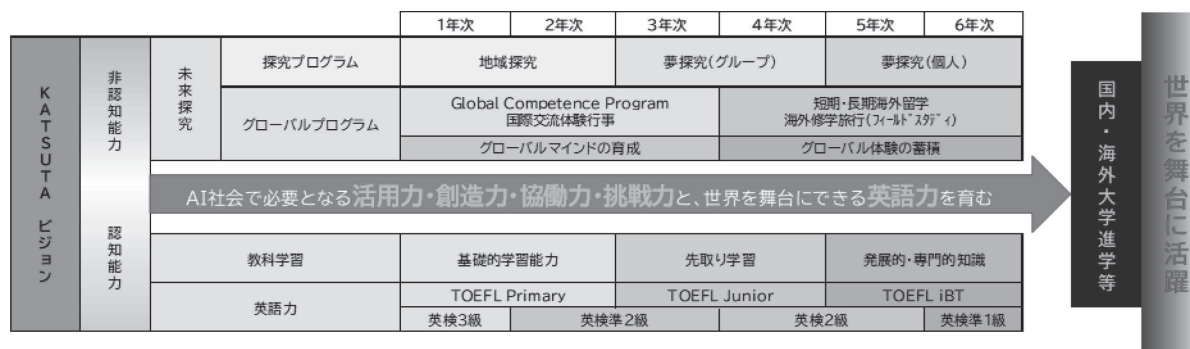 1年次 2年次 3年次 4年次 5年次 6年次
KATSUTA ビジョン
非認知能力
未来探究
探究プログラム
地域探究
夢探究(グループ)
夢探究(個人)
グローバルプログラム
Global Competence Program
国際交流体験行事
短期・長期海外留学
海外修学旅行(フィールドスタディ)
グローバルマインドの育成
グローバル体験の蓄積
AI社会で必要となる活用力・創造力・協働力・挑戦力と、世界を舞台にできる英語力を育む
認知能力
教科学習
基礎的学習能力
先取り学習
発展的・専門的知識
英語力
TOEFL Primary
TOEFL Junior
TOEFL iBT
英検3級
英検準2級
英検2級
英検準1級
国内・海外大学進学等
世界を舞台に活躍